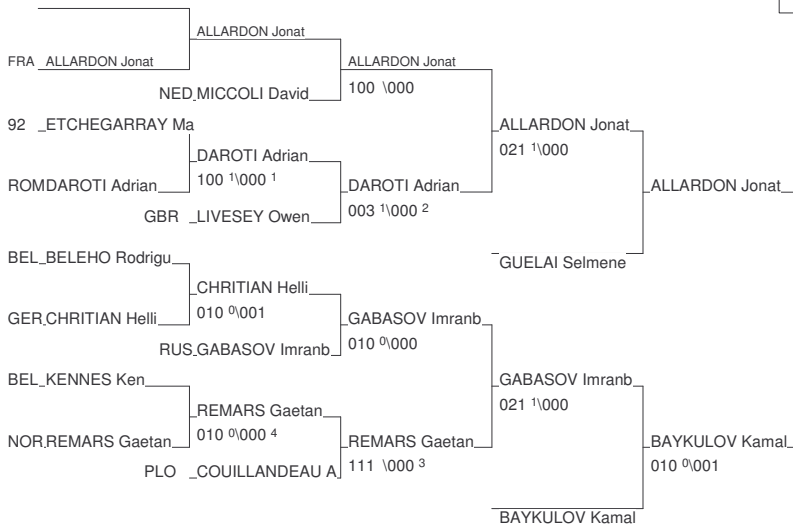 ALLARDON Jonat
FRA ALLARDON Jonat
ALLARDON Jonat
NED MICCOLI David
100 \000
92 ETCHEGARRAY Ma
ALLARDON Jonat
021 1\000
DAROTI Adrian
100 1\000 1
ROM DAROTI Adrian
DAROTI Adrian
003 1\000 2
ALLARDON Jonat
GBR LIVESEY Owen
BEL BELEHO Rodrigu
GUELAI Selmene
CHRITIAN Helli
010 0\001
GER CHRITIAN Helli
GABASOV Imranb
010 0\000
RUS GABASOV Imranb
BEL KENNES Ken
GABASOV Imranb
021 1\000
REMARS Gaetan
010 0\000 4
NOR REMARS Gaetan
REMARS Gaetan
111 \000 3
BAYKULOV Kamal
010 0\001
PLO COUILLANDEAU A
BAYKULOV Kamal